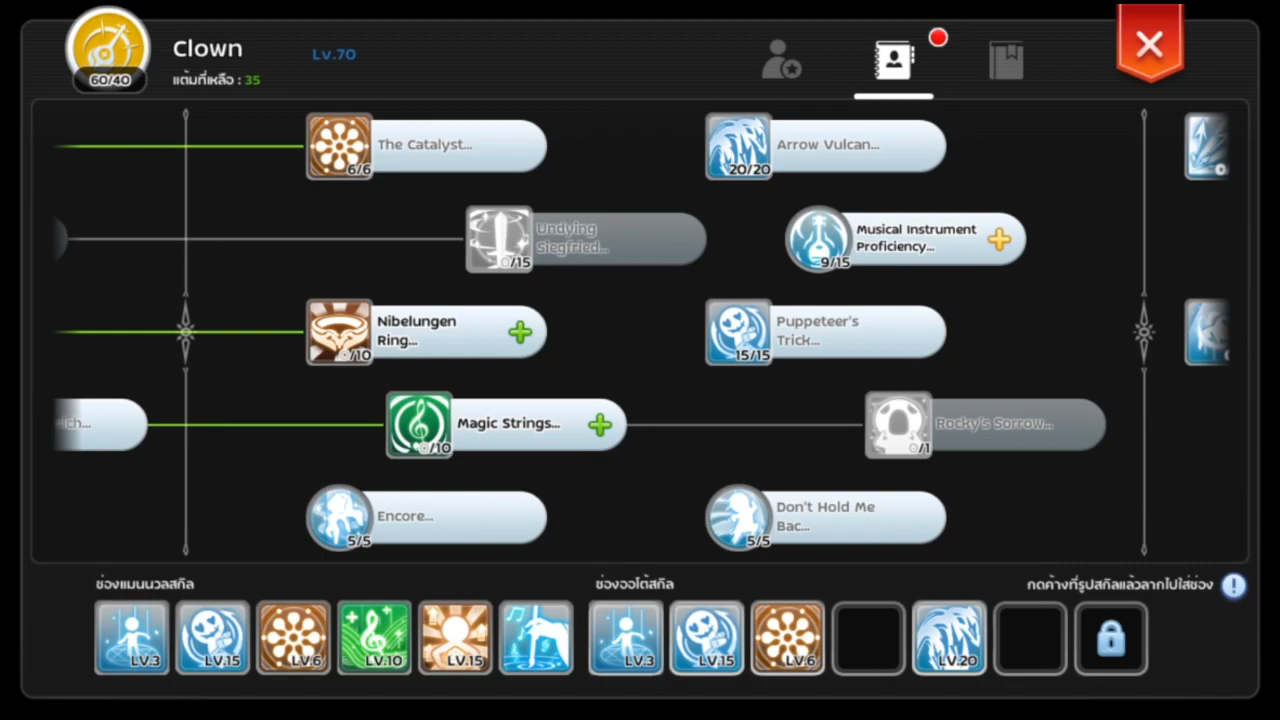 Clown
Lv.70
60/40
แต้มที่เหลือ : 35
The Catalyst...
6/6
Arrow Vulcan...
20/20
Undying
Siegfried...
0/15
Musical Instrument
Proficiency...
9/15
Nibelungen
Ring...
0/10
Puppeteer's
Trick...
15/15
Magic Strings...
0/10
Rocky's Sorrow...
0/1
Encore...
5/5
Don't Hold Me
Bac...
5/5
ช่องแมนนวลสกิล
ช่องออโต้สกิล
กดค้างที่รูปสกิลแล้วลากไปใส่ช่อง
LV.3
LV.15
LV.6
LV.10
LV.15
LV.3
LV.15
LV.6
LV.20